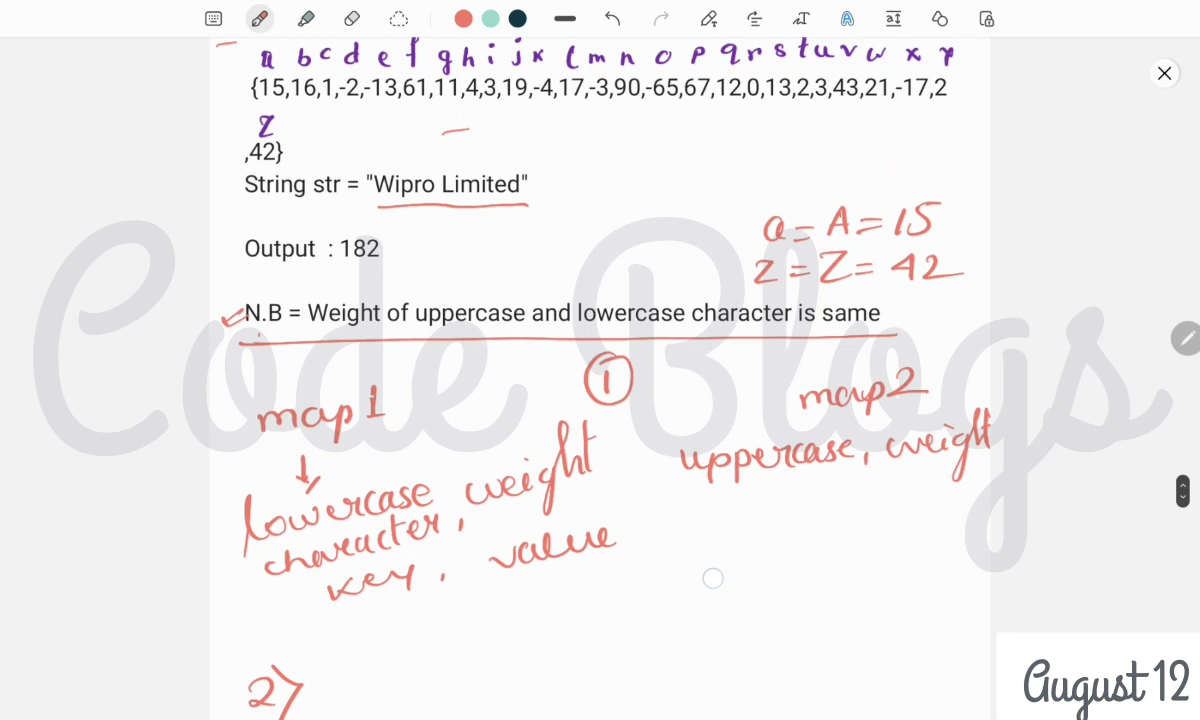 a b c d e f g h i j k l m n o p q r s t u v w x y
{15,16,1,-2,-13,61,11,4,3,19,-4,17,-3,90,-65,67,12,0,13,2,3,43,21,-17,2
z
,42}
String str = "Wipro Limited"
a = A = 15
Output : 182
z = Z = 42
N.B = Weight of uppercase and lowercase character is same
Code Blogs
1
map1
map2
lowercase character, weight
uppercase, weight
key, value
2)
August 12